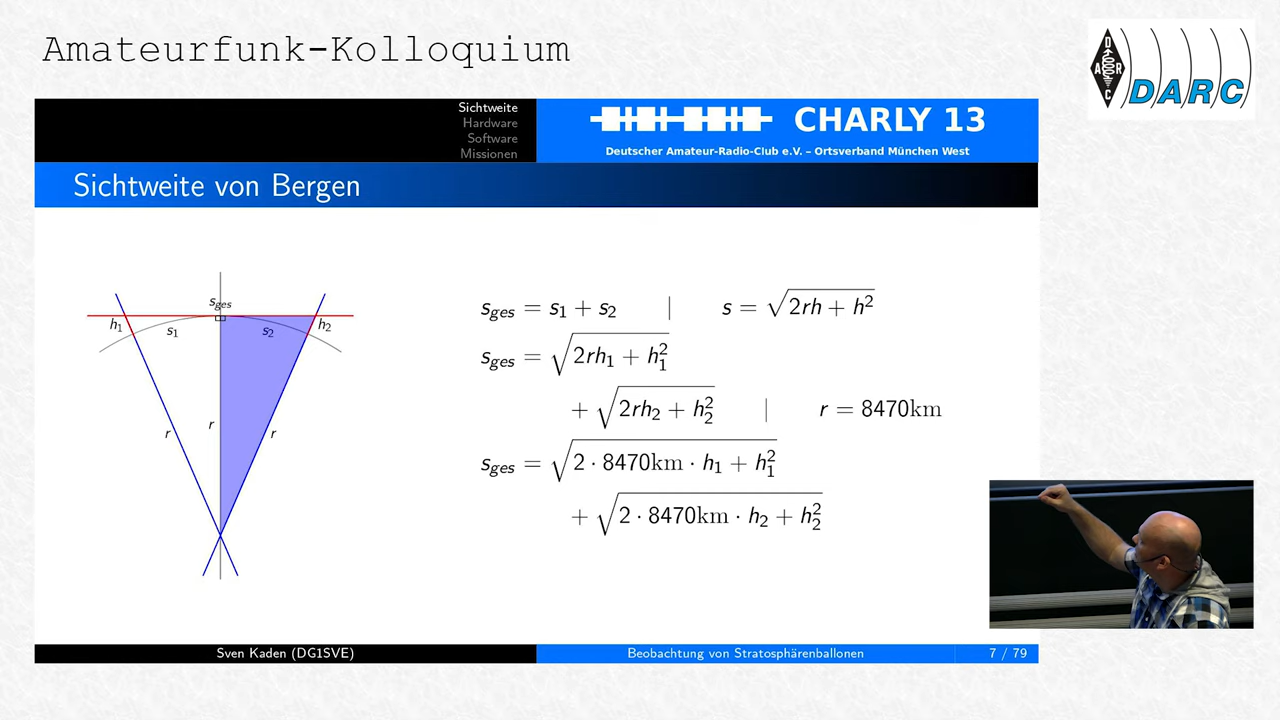 Amateurfunk-Kolloquium
DARC
DARC
Sichtweite
Hardware
Software
Missionen
CHARLY 13
Deutscher Amateur-Radio-Club e.V. – Ortsverband München West
Sichtweite von Bergen
s_ges
h_1
s_1
s_2
h_2
r
r
r
s_ges = s_1 + s_2 | s = √(2rh + h²)
s_ges = √(2rh_1 + h_1²)
+ √(2rh_2 + h_2²) | r = 8470km
s_ges = √(2 · 8470km · h_1 + h_1²)
+ √(2 · 8470km · h_2 + h_2²)
Sven Kaden (DG1SVE)
Beobachtung von Stratosphärenballonen
7 / 79